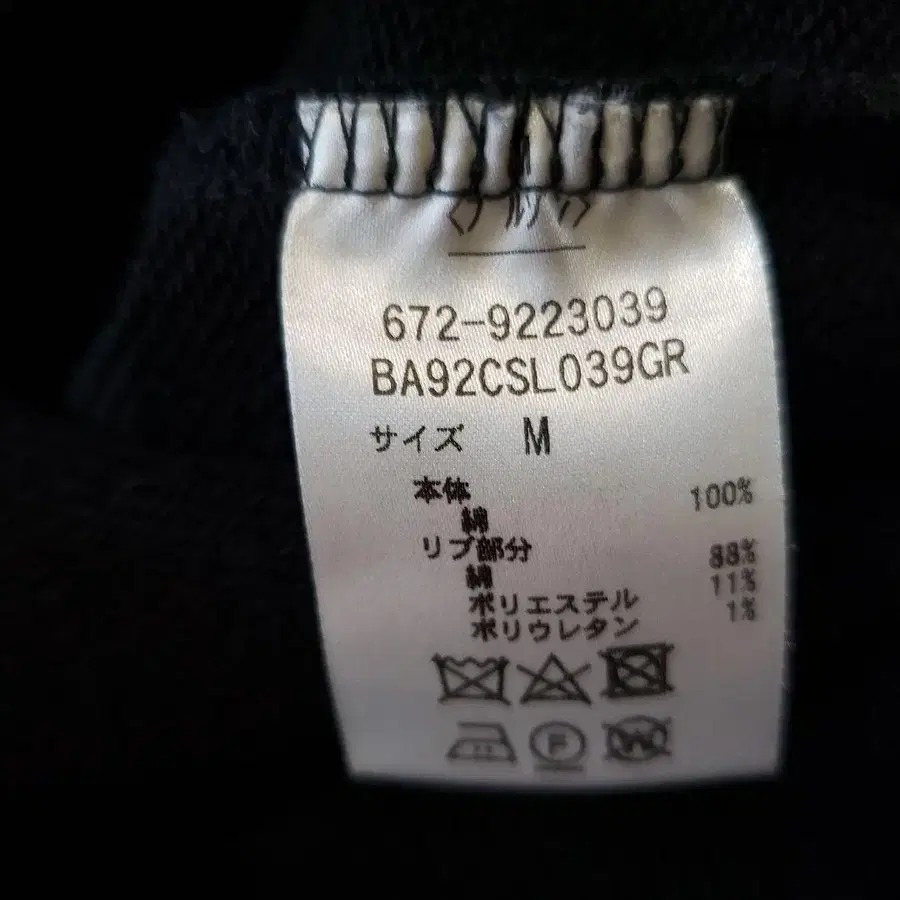 672-9223039
BA92CSL039GR
サイズ M
本体
綿 100%
リブ部分
綿 88%
ポリエステル 11%
ポリウレタン 1%
F
W